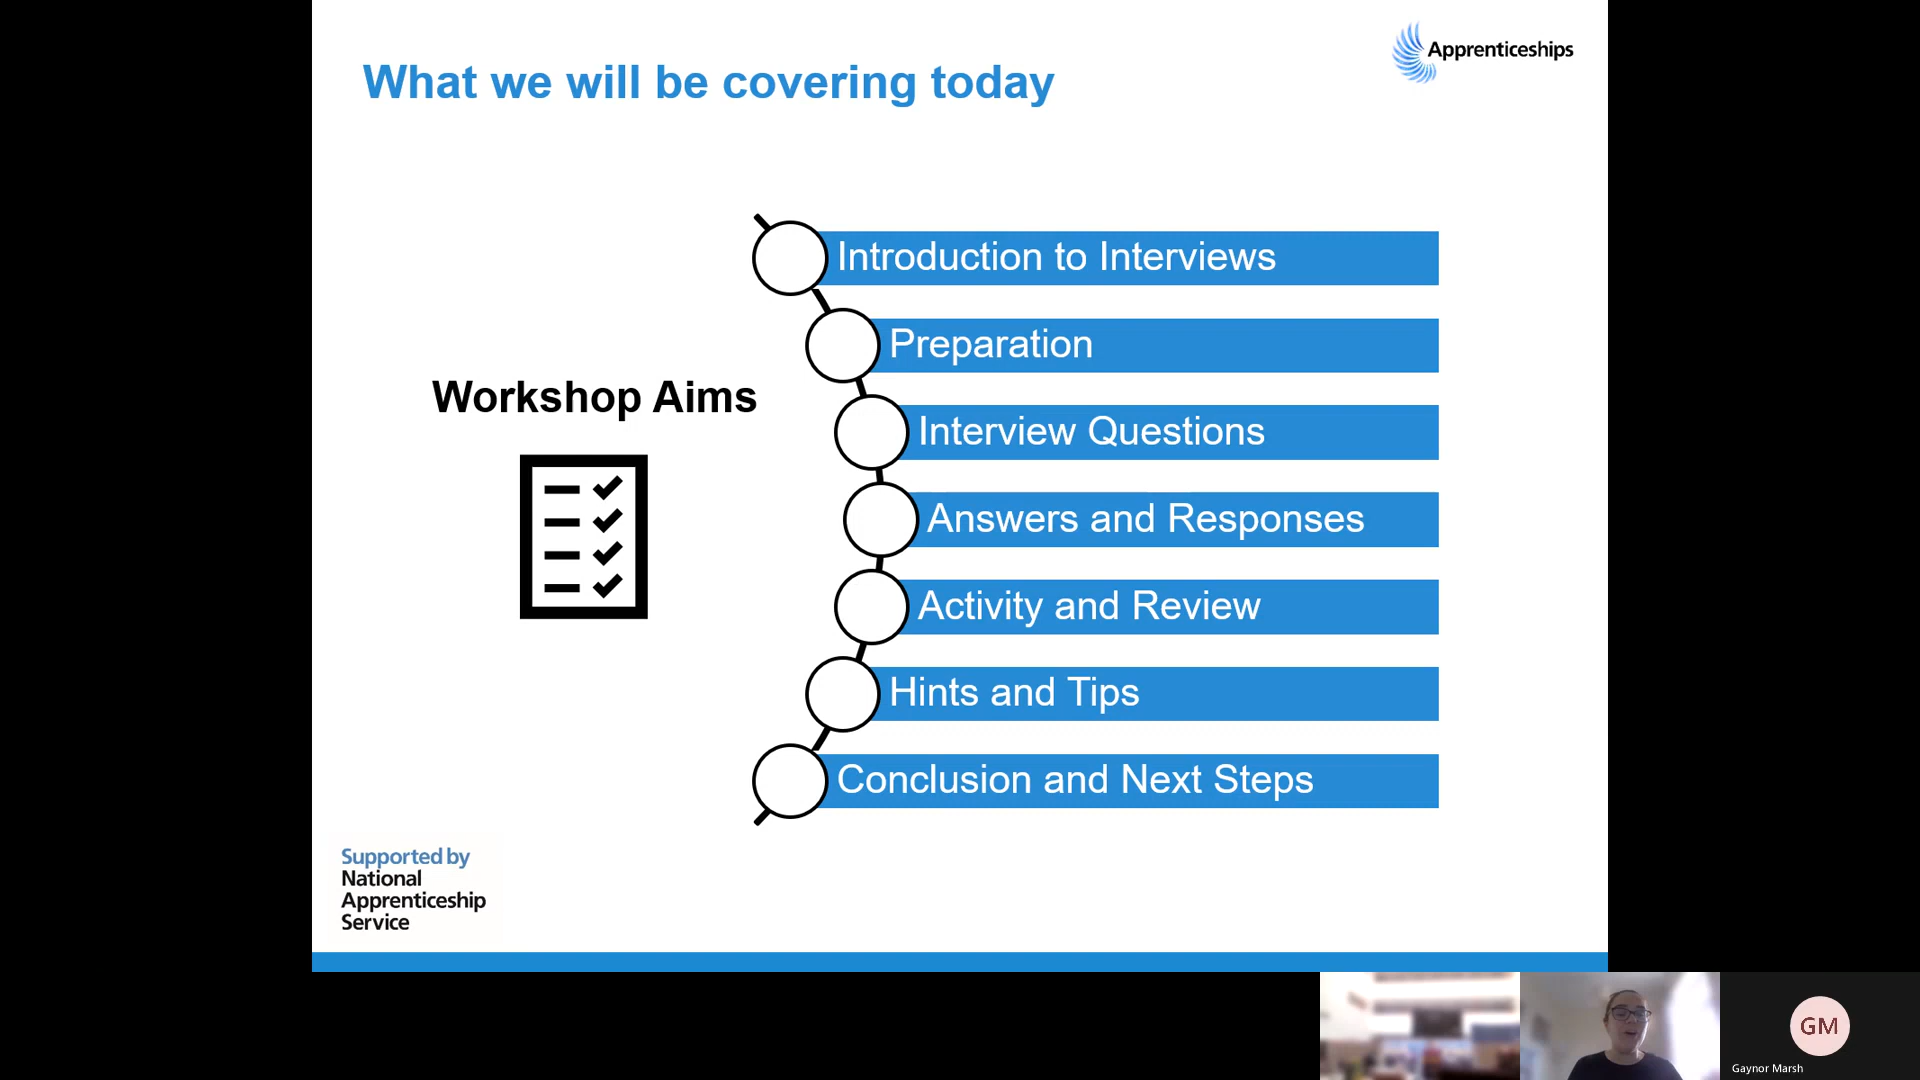 What we will be covering today
Apprenticeships
Workshop Aims
Introduction to Interviews
Preparation
Interview Questions
Answers and Responses
Activity and Review
Hints and Tips
Conclusion and Next Steps
Supported by
National
Apprenticeship
Service
GM
Gaynor Marsh